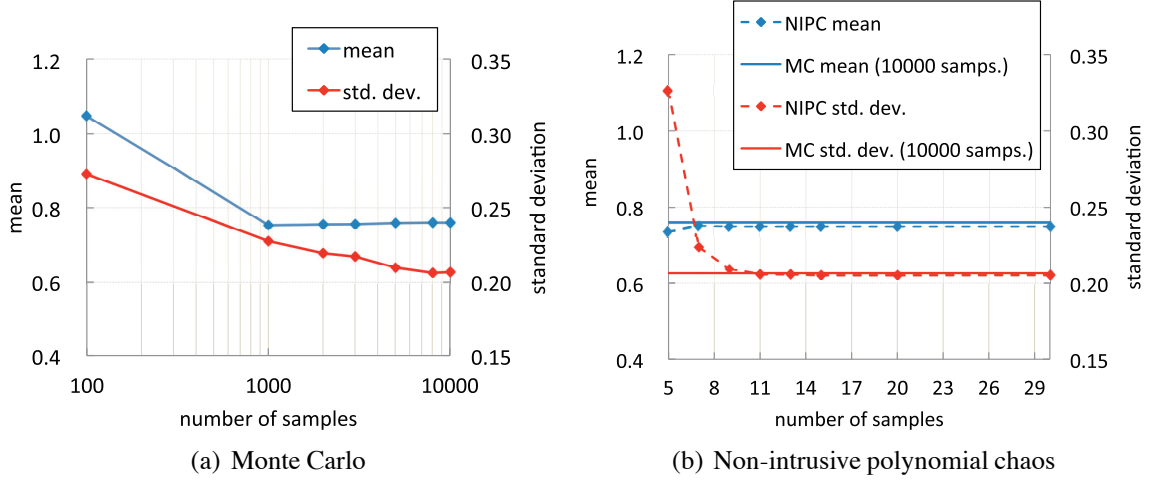 mean
std. dev.
1.2
1.0
0.8
0.6
0.4
mean
0.35
0.30
0.24
0.20
0.15
standard deviation
100
1000
10000
number of samples
(a) Monte Carlo
NIPC mean
MC mean (10000 samps.)
NIPC std. dev.
MC std. dev. (10000 samps.)
1.2
1.0
0.8
0.6
0.4
mean
0.35
0.30
0.24
0.20
0.15
standard deviation
5
8
11
14
17
20
23
26
29
number of samples
(b) Non-intrusive polynomial chaos